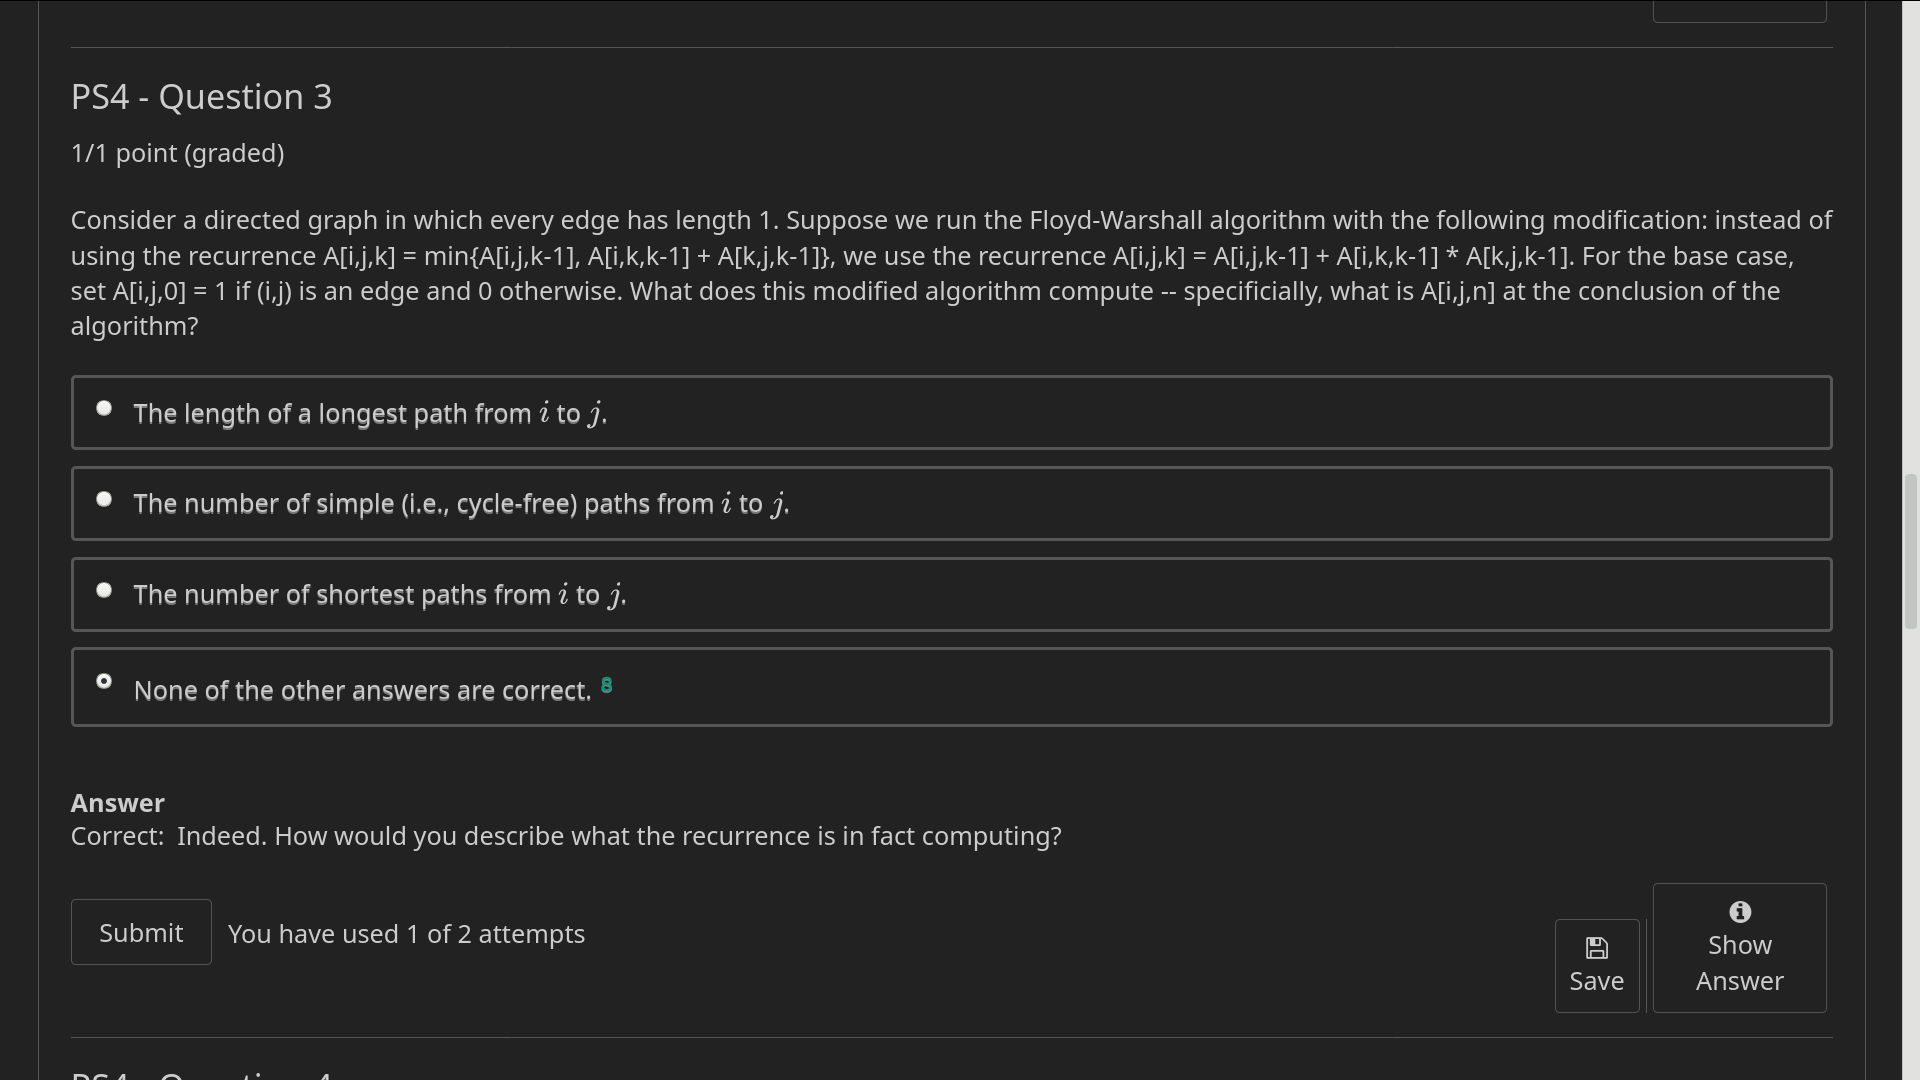 PS4 - Question 3
1/1 point (graded)
Consider a directed graph in which every edge has length 1. Suppose we run the Floyd-Warshall algorithm with the following modification: instead of
using the recurrence A[i,j,k] = min{A[i,j,k-1], A[i,k,k-1] + A[k,j,k-1]}, we use the recurrence A[i,j,k] = A[i,j,k-1] + A[i,k,k-1] * A[k,j,k-1]. For the base case,
set A[i,j,0] = 1 if (i,j) is an edge and 0 otherwise. What does this modified algorithm compute -- specificially, what is A[i,j,n] at the conclusion of the
algorithm?
The length of a longest path from i to j.
The number of simple (i.e., cycle-free) paths from i to j.
The number of shortest paths from i to j.
None of the other answers are correct.
Answer
Correct: Indeed. How would you describe what the recurrence is in fact computing?
Submit You have used 1 of 2 attempts
Save
Show
Answer